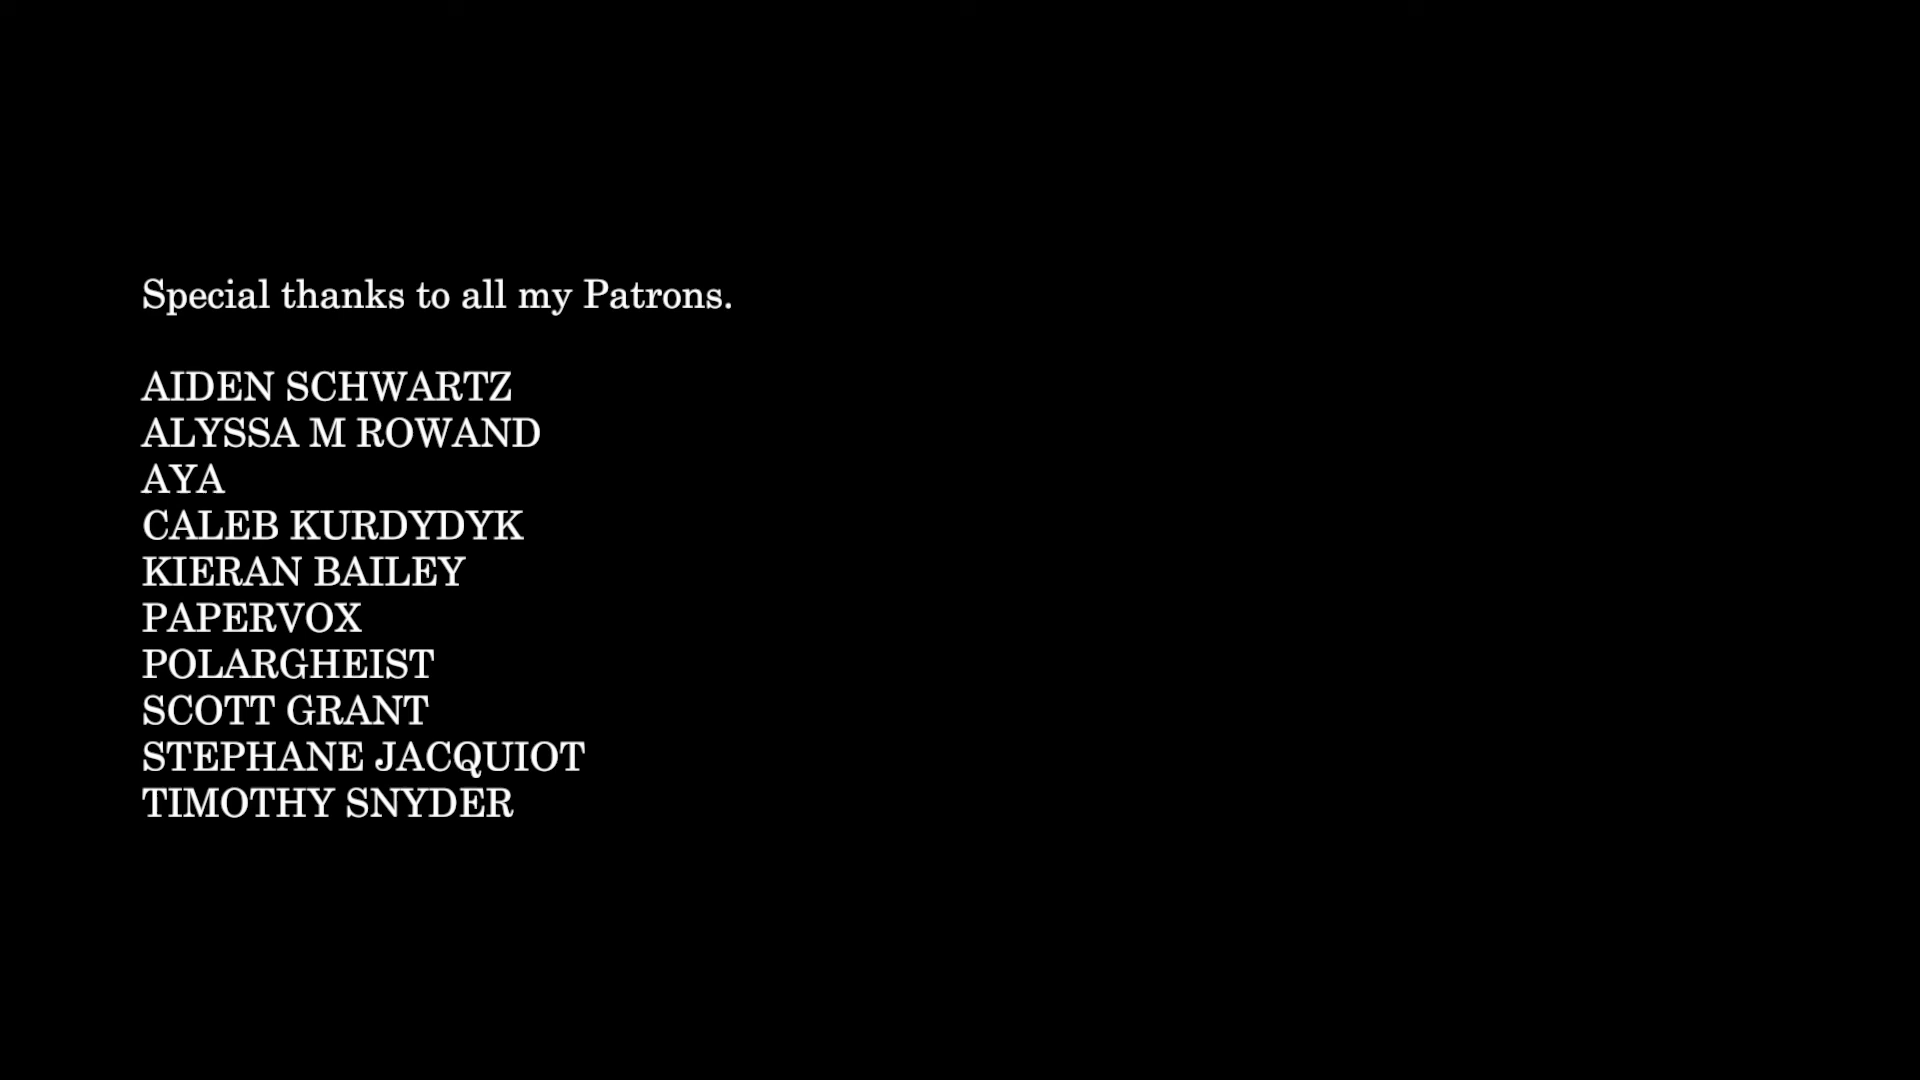 Special thanks to all my Patrons.
AIDEN SCHWARTZ
ALYSSA M ROWAND
AYA
CALEB KURDYDYK
KIERAN BAILEY
PAPERVOX
POLARGHEIST
SCOTT GRANT
STEPHANE JACQUIOT
TIMOTHY SNYDER